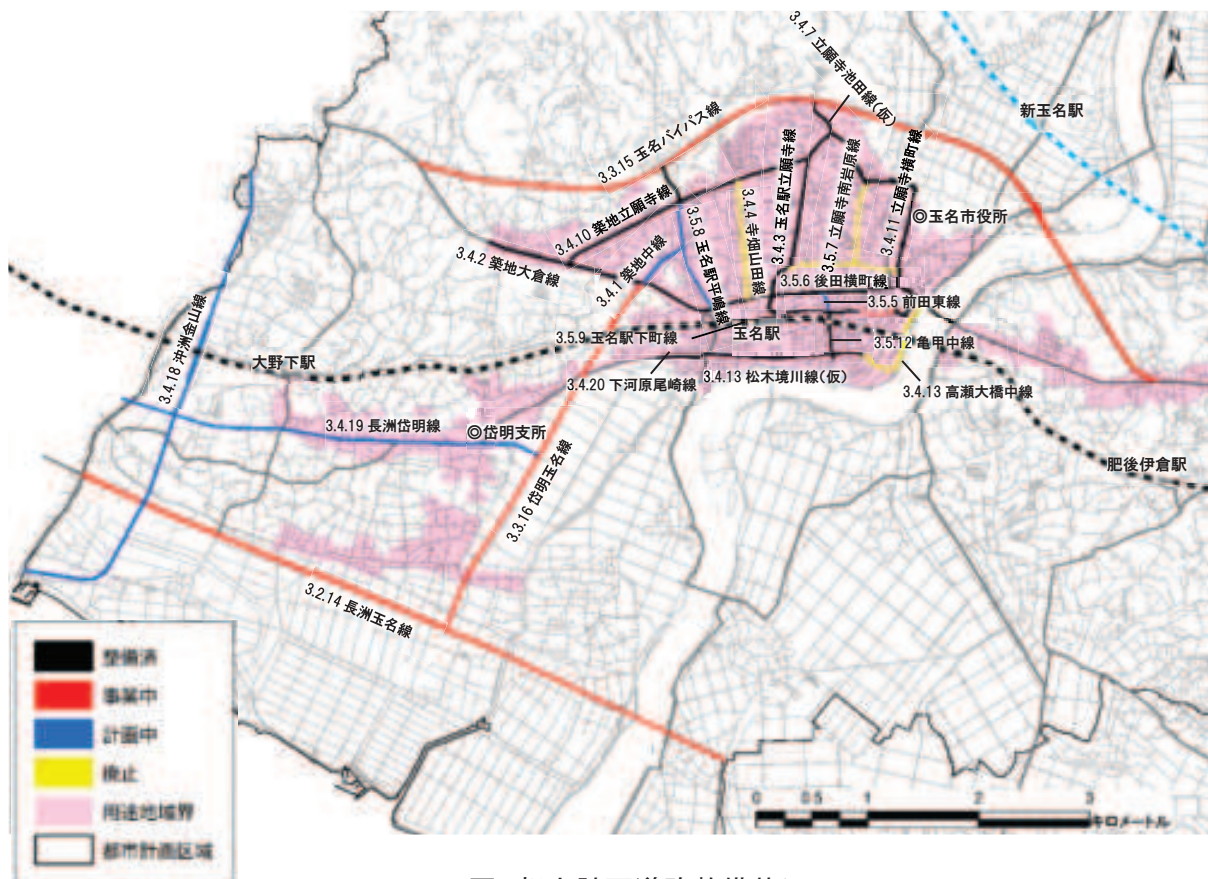 3.4.7 立願寺池田線(仮)
N
新玉名駅
3.3.15 玉名バイパス線
3.4.10 築地立願寺線
3.4.2 築地大倉線
3.4.1 築地中線
3.5.8 玉名駅平嶋線
3.4.4 寺畑山田線
3.4.3 玉名駅立願寺線
3.5.7 立願寺南岩原線
3.4.11 立願寺横町線
◎玉名市役所
3.5.6 後田横町線
3.5.5 前田東線
3.5.9 玉名駅下町線
玉名駅
3.5.12 亀甲中線
3.4.20 下河原尾崎線
3.4.13 松木境川線(仮)
3.4.13 高瀬大橋中線
大野下駅
3.4.18 沖洲金山線
3.4.19 長洲岱明線
◎岱明支所
3.3.16 岱明玉名線
肥後伊倉駅
3.2.14 長洲玉名線
整備済
事業中
計画中
廃止
用途地域界
都市計画区域
0 0.5 1 2 3
キロメートル